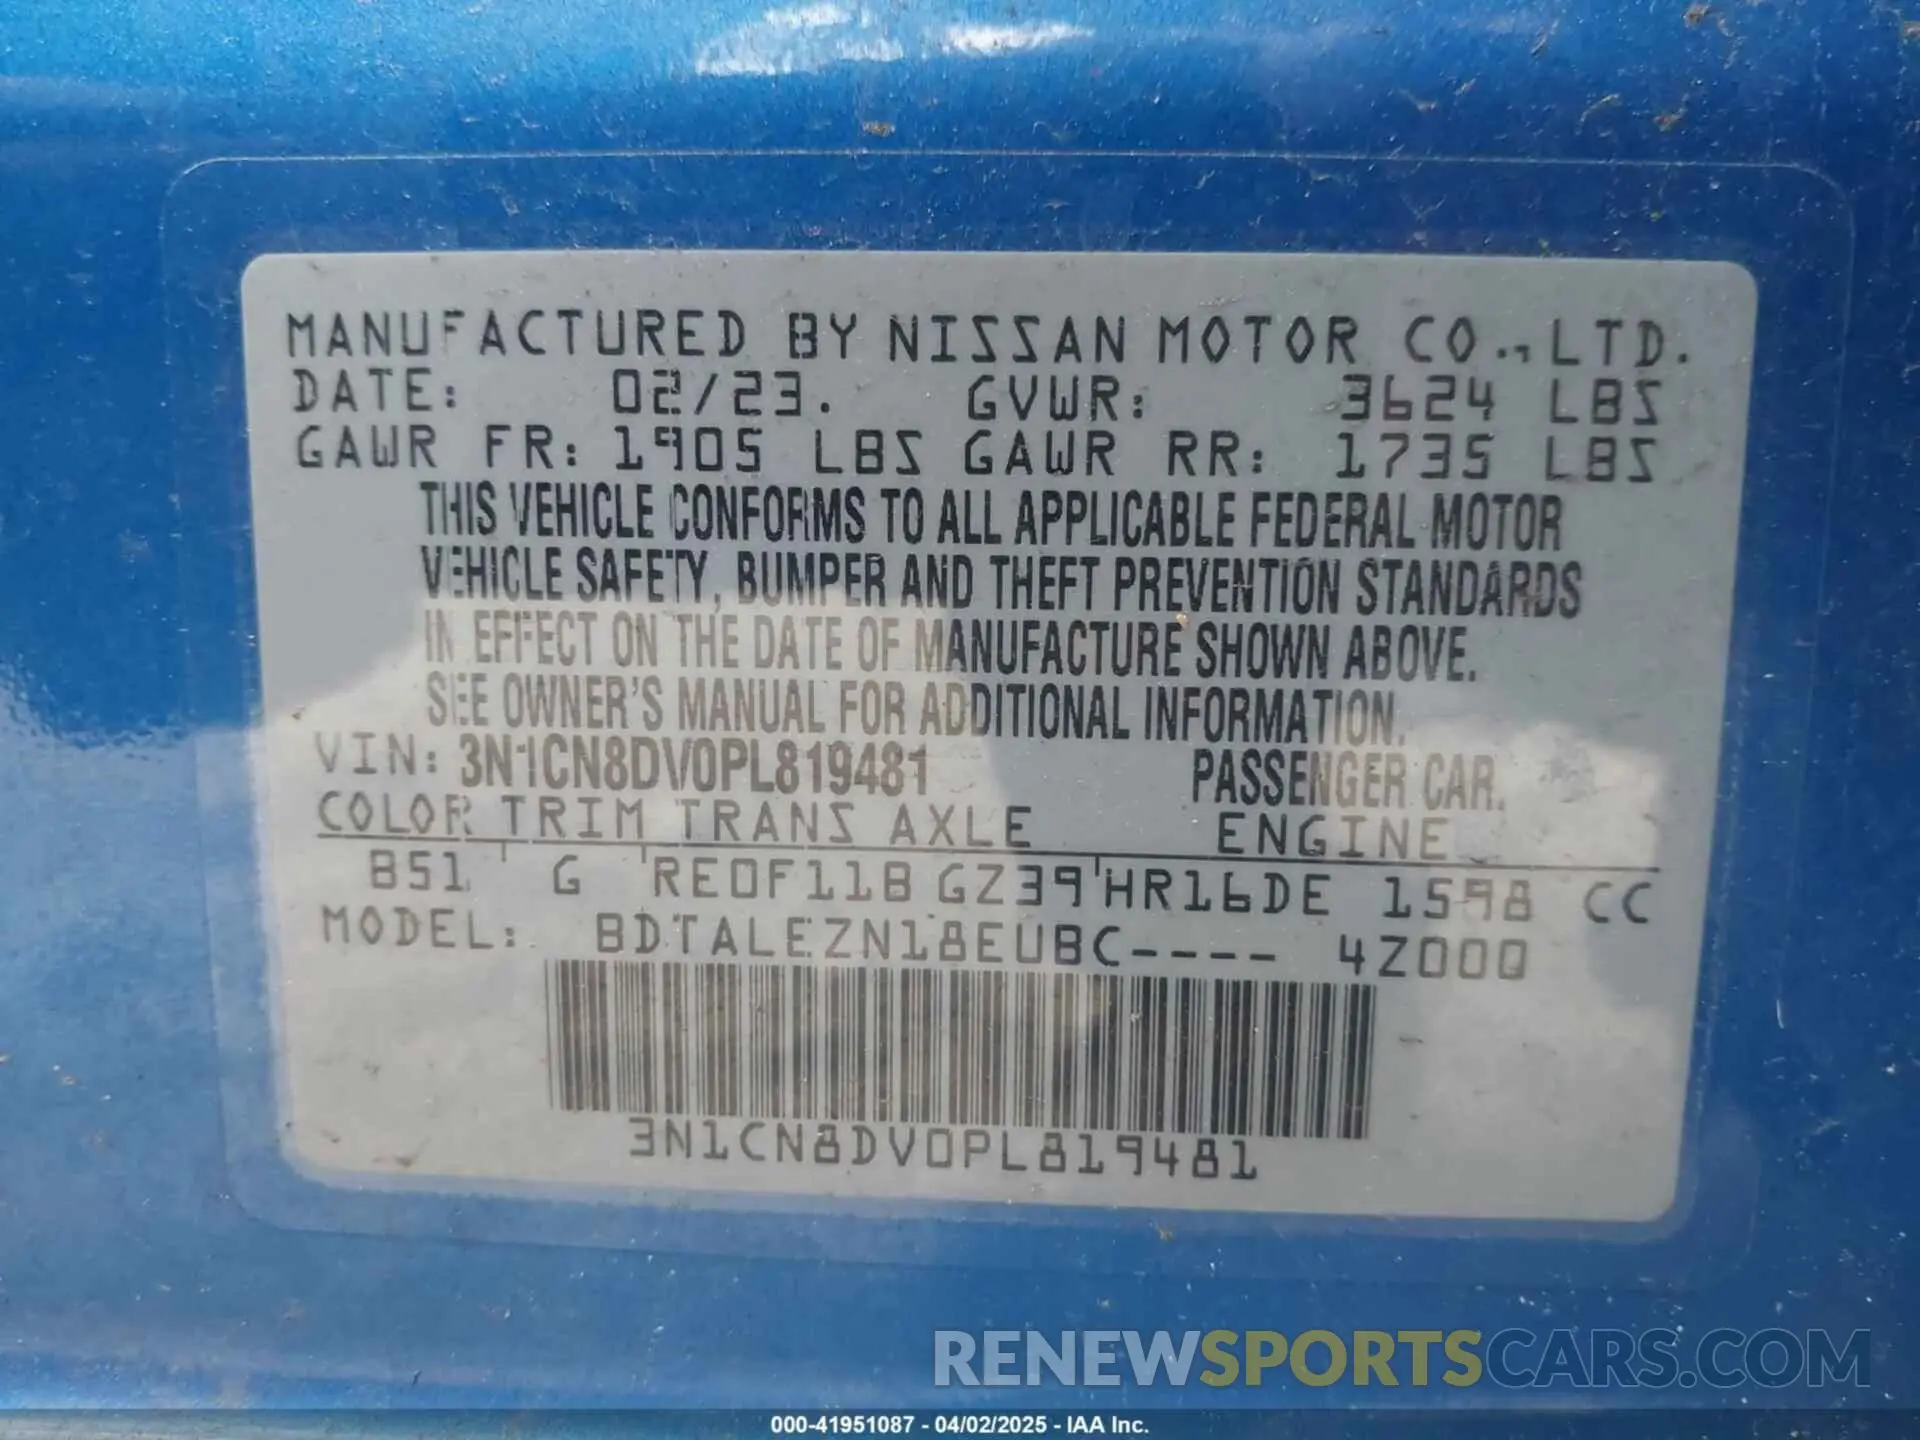 MANUFACTURED BY NISSAN MOTOR CO., LTD.
DATE: 02/23. GVWR: 3624 LBS
GAWR FR: 1905 LBS GAWR RR: 1735 LBS
THIS VEHICLE CONFORMS TO ALL APPLICABLE FEDERAL MOTOR
VEHICLE SAFETY, BUMPER AND THEFT PREVENTION STANDARDS
IN EFFECT ON THE DATE OF MANUFACTURE SHOWN ABOVE.
SEE OWNER'S MANUAL FOR ADDITIONAL INFORMATION.
VIN: 3N1CN8DV0PL819481 PASSENGER CAR.
COLOR TRIM TRANS AXLE ENGINE
B51 G RE0F11B GZ39 HR16DE 1598 CC
MODEL: BDTALEZN18EUBC---- 4Z000
3N1CN8DV0PL819481
RENEWSPORTSCARS.COM
000-41951087 - 04/02/2025 - IAA Inc.